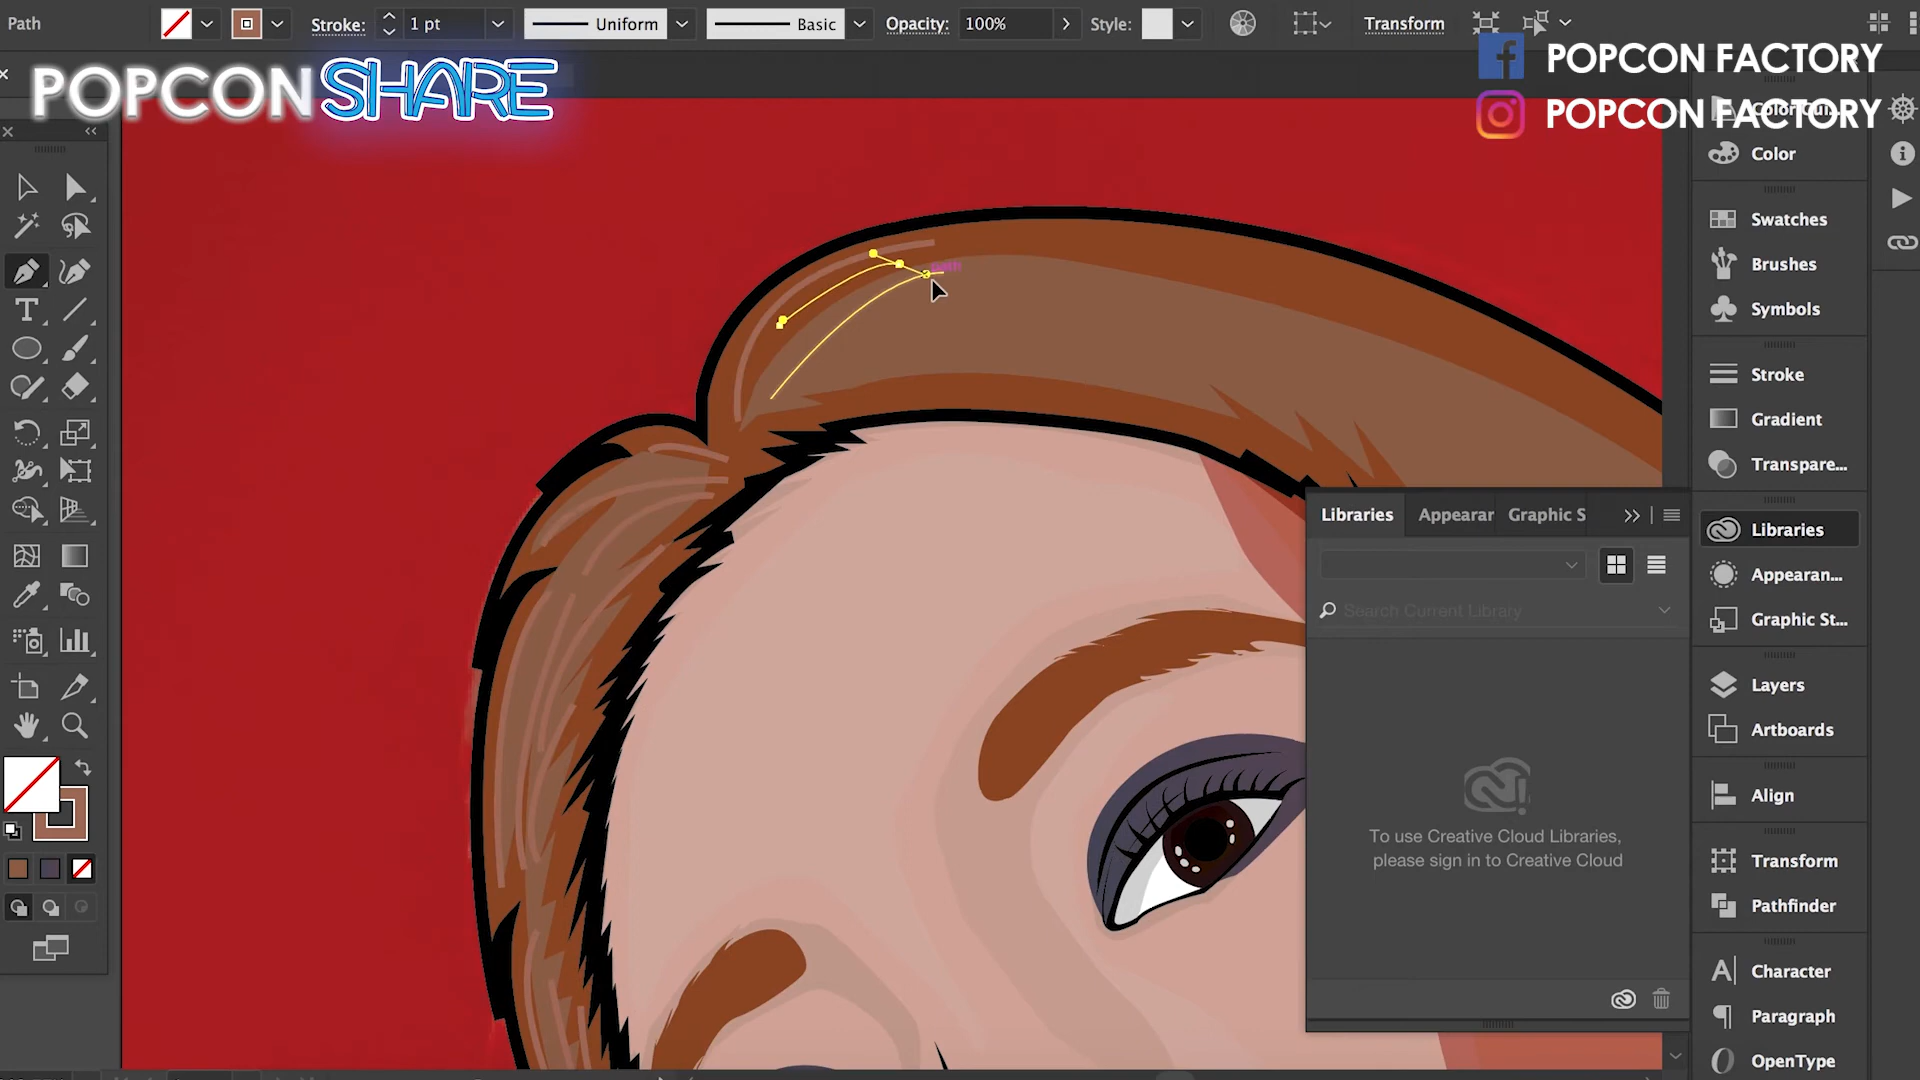 Path
Stroke:
1 pt
Uniform
Basic
Opacity:
100%
Style:
Transform
POPCON SHARE
POPCON FACTORY
POPCON FACTORY
Color
Swatches
Brushes
Symbols
Stroke
Gradient
Transpare...
Libraries
Appearan...
Graphic St...
Layers
Artboards
Align
Transform
Pathfinder
Character
Paragraph
OpenType
Libraries
Appearar
Graphic S
Search Current Library
To use Creative Cloud Libraries,
please sign in to Creative Cloud